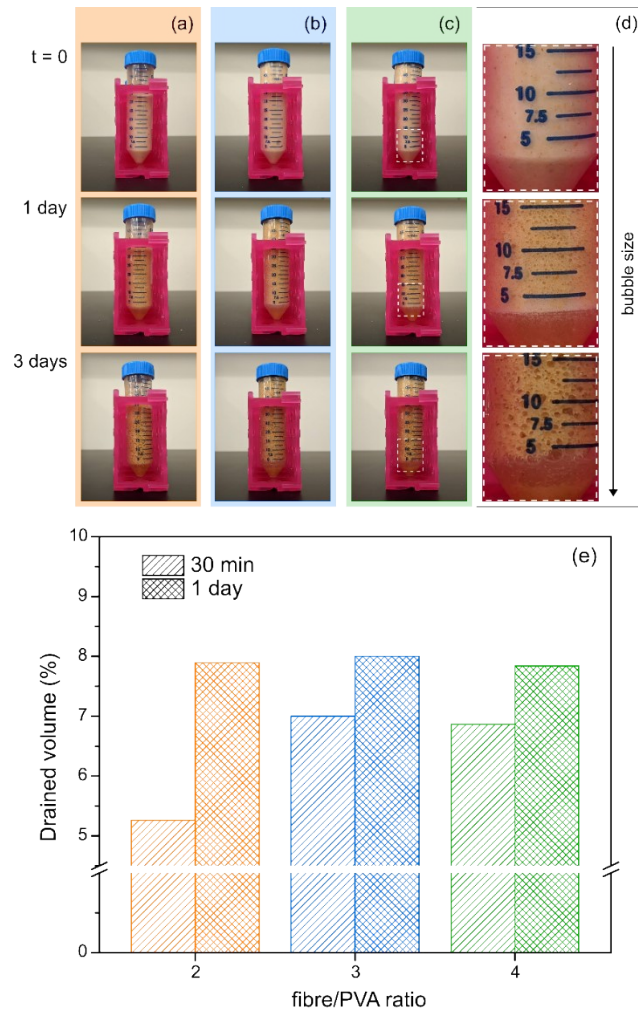 (a) (b) (c) (d)
t = 0
15
10
7.5
5
1 day
15
10
7.5
5
3 days
15
10
7.5
5
bubble size
(e)
10
9
8
7
6
5
0
30 min
1 day
Drained volume (%)
2 3 4
fibre/PVA ratio